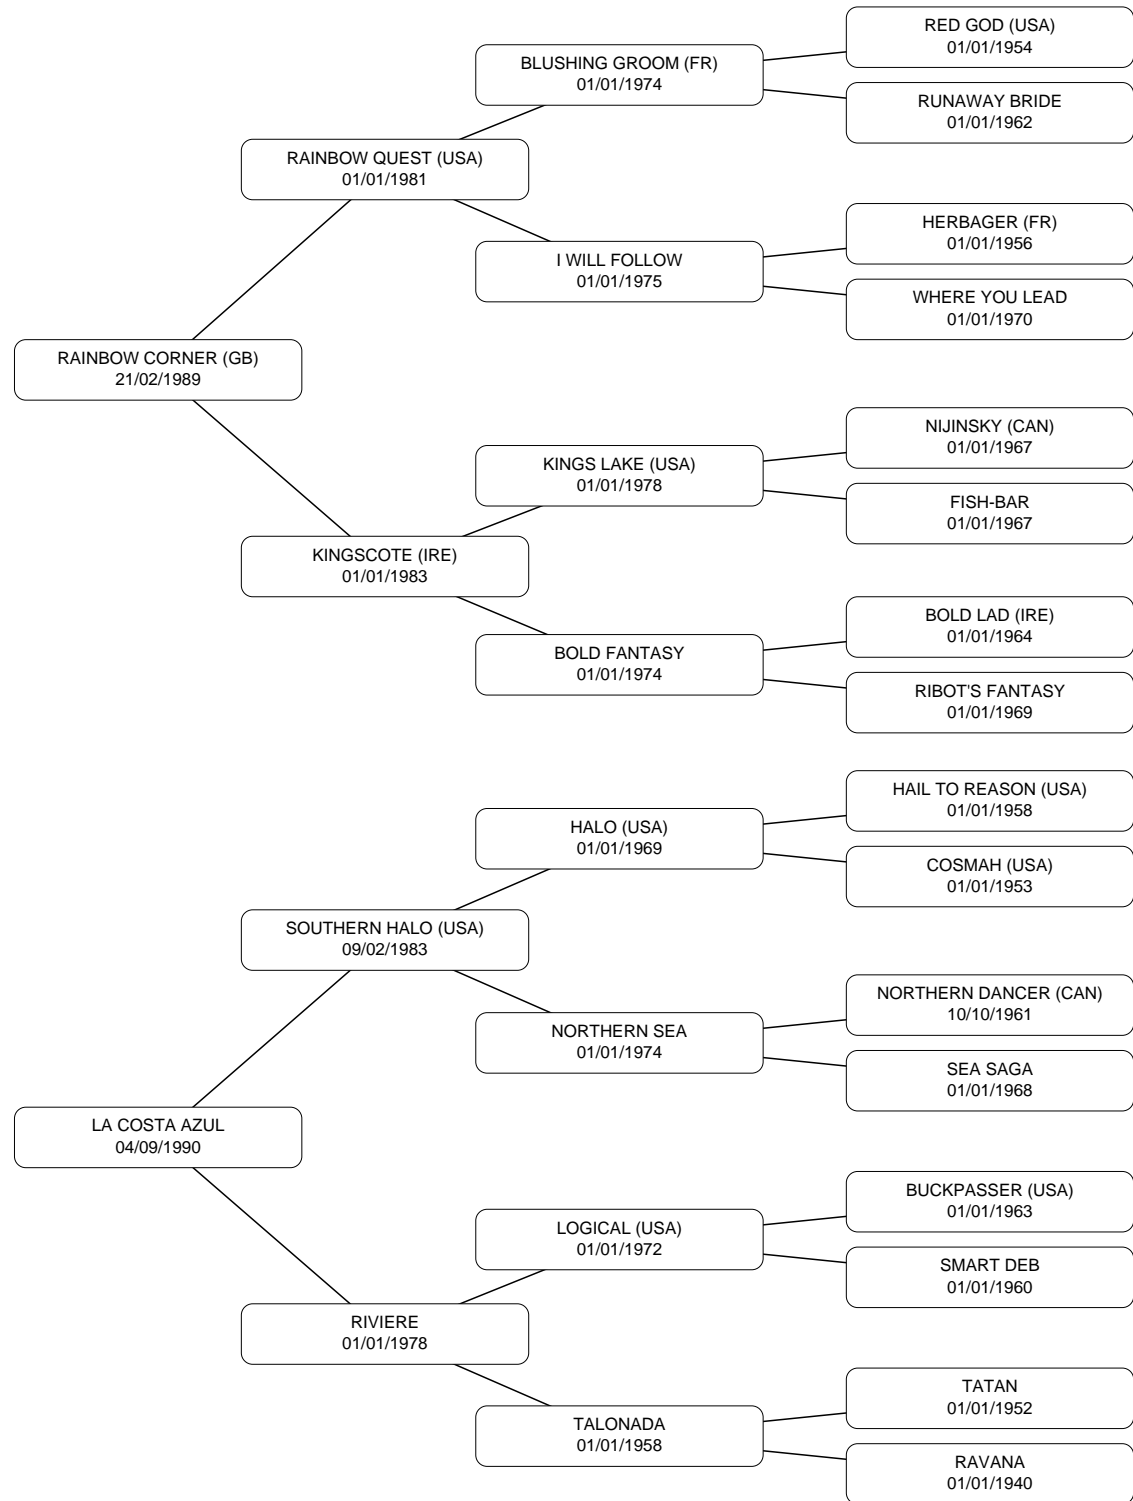 RED GOD (USA)
01/01/1954
BLUSHING GROOM (FR)
01/01/1974
RUNAWAY BRIDE
01/01/1962
RAINBOW QUEST (USA)
01/01/1981
HERBAGER (FR)
01/01/1956
I WILL FOLLOW
01/01/1975
WHERE YOU LEAD
01/01/1970
RAINBOW CORNER (GB)
21/02/1989
NIJINSKY (CAN)
01/01/1967
KINGS LAKE (USA)
01/01/1978
FISH-BAR
01/01/1967
KINGSCOTE (IRE)
01/01/1983
BOLD LAD (IRE)
01/01/1964
BOLD FANTASY
01/01/1974
RIBOT'S FANTASY
01/01/1969
HAIL TO REASON (USA)
01/01/1958
HALO (USA)
01/01/1969
COSMAH (USA)
01/01/1953
SOUTHERN HALO (USA)
09/02/1983
NORTHERN DANCER (CAN)
10/10/1961
NORTHERN SEA
01/01/1974
SEA SAGA
01/01/1968
LA COSTA AZUL
04/09/1990
BUCKPASSER (USA)
01/01/1963
LOGICAL (USA)
01/01/1972
SMART DEB
01/01/1960
RIVIERE
01/01/1978
TATAN
01/01/1952
TALONADA
01/01/1958
RAVANA
01/01/1940